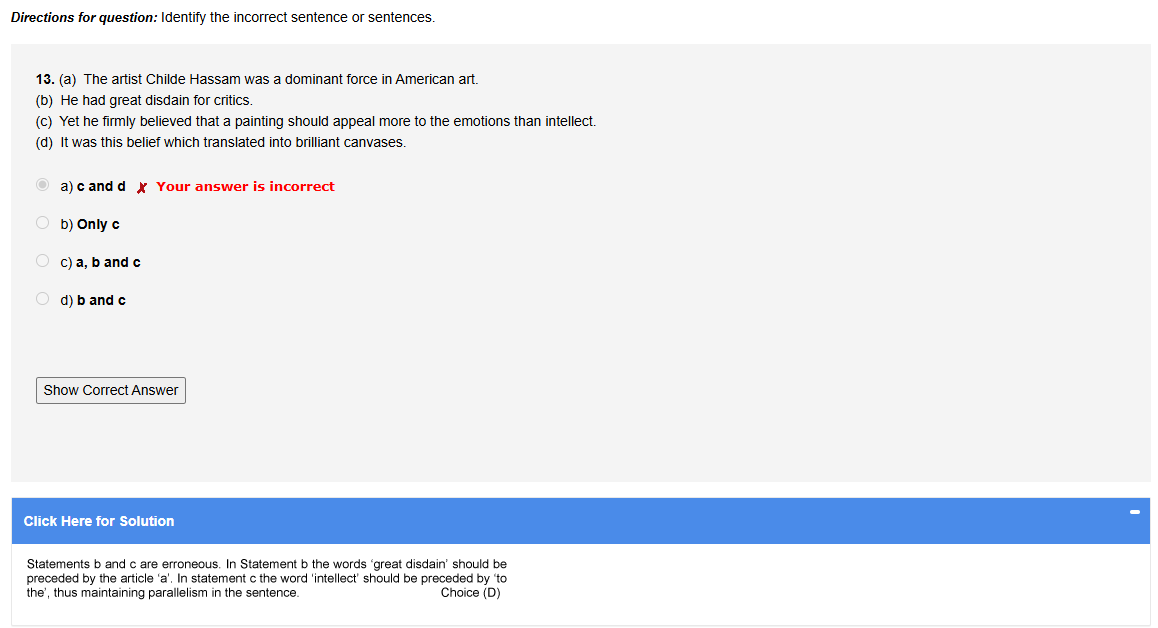 Directions for question: Identify the incorrect sentence or sentences.
13. (a) The artist Childe Hassam was a dominant force in American art.
(b) He had great disdain for critics.
(c) Yet he firmly believed that a painting should appeal more to the emotions than intellect.
(d) It was this belief which translated into brilliant canvases.
a) c and d ✗ Your answer is incorrect
b) Only c
c) a, b and c
d) b and c
Show Correct Answer
Click Here for Solution
Statements b and c are erroneous. In Statement b the words 'great disdain' should be
preceded by the article 'a'. In statement c the word 'intellect' should be preceded by 'to
the', thus maintaining parallelism in the sentence. Choice (D)